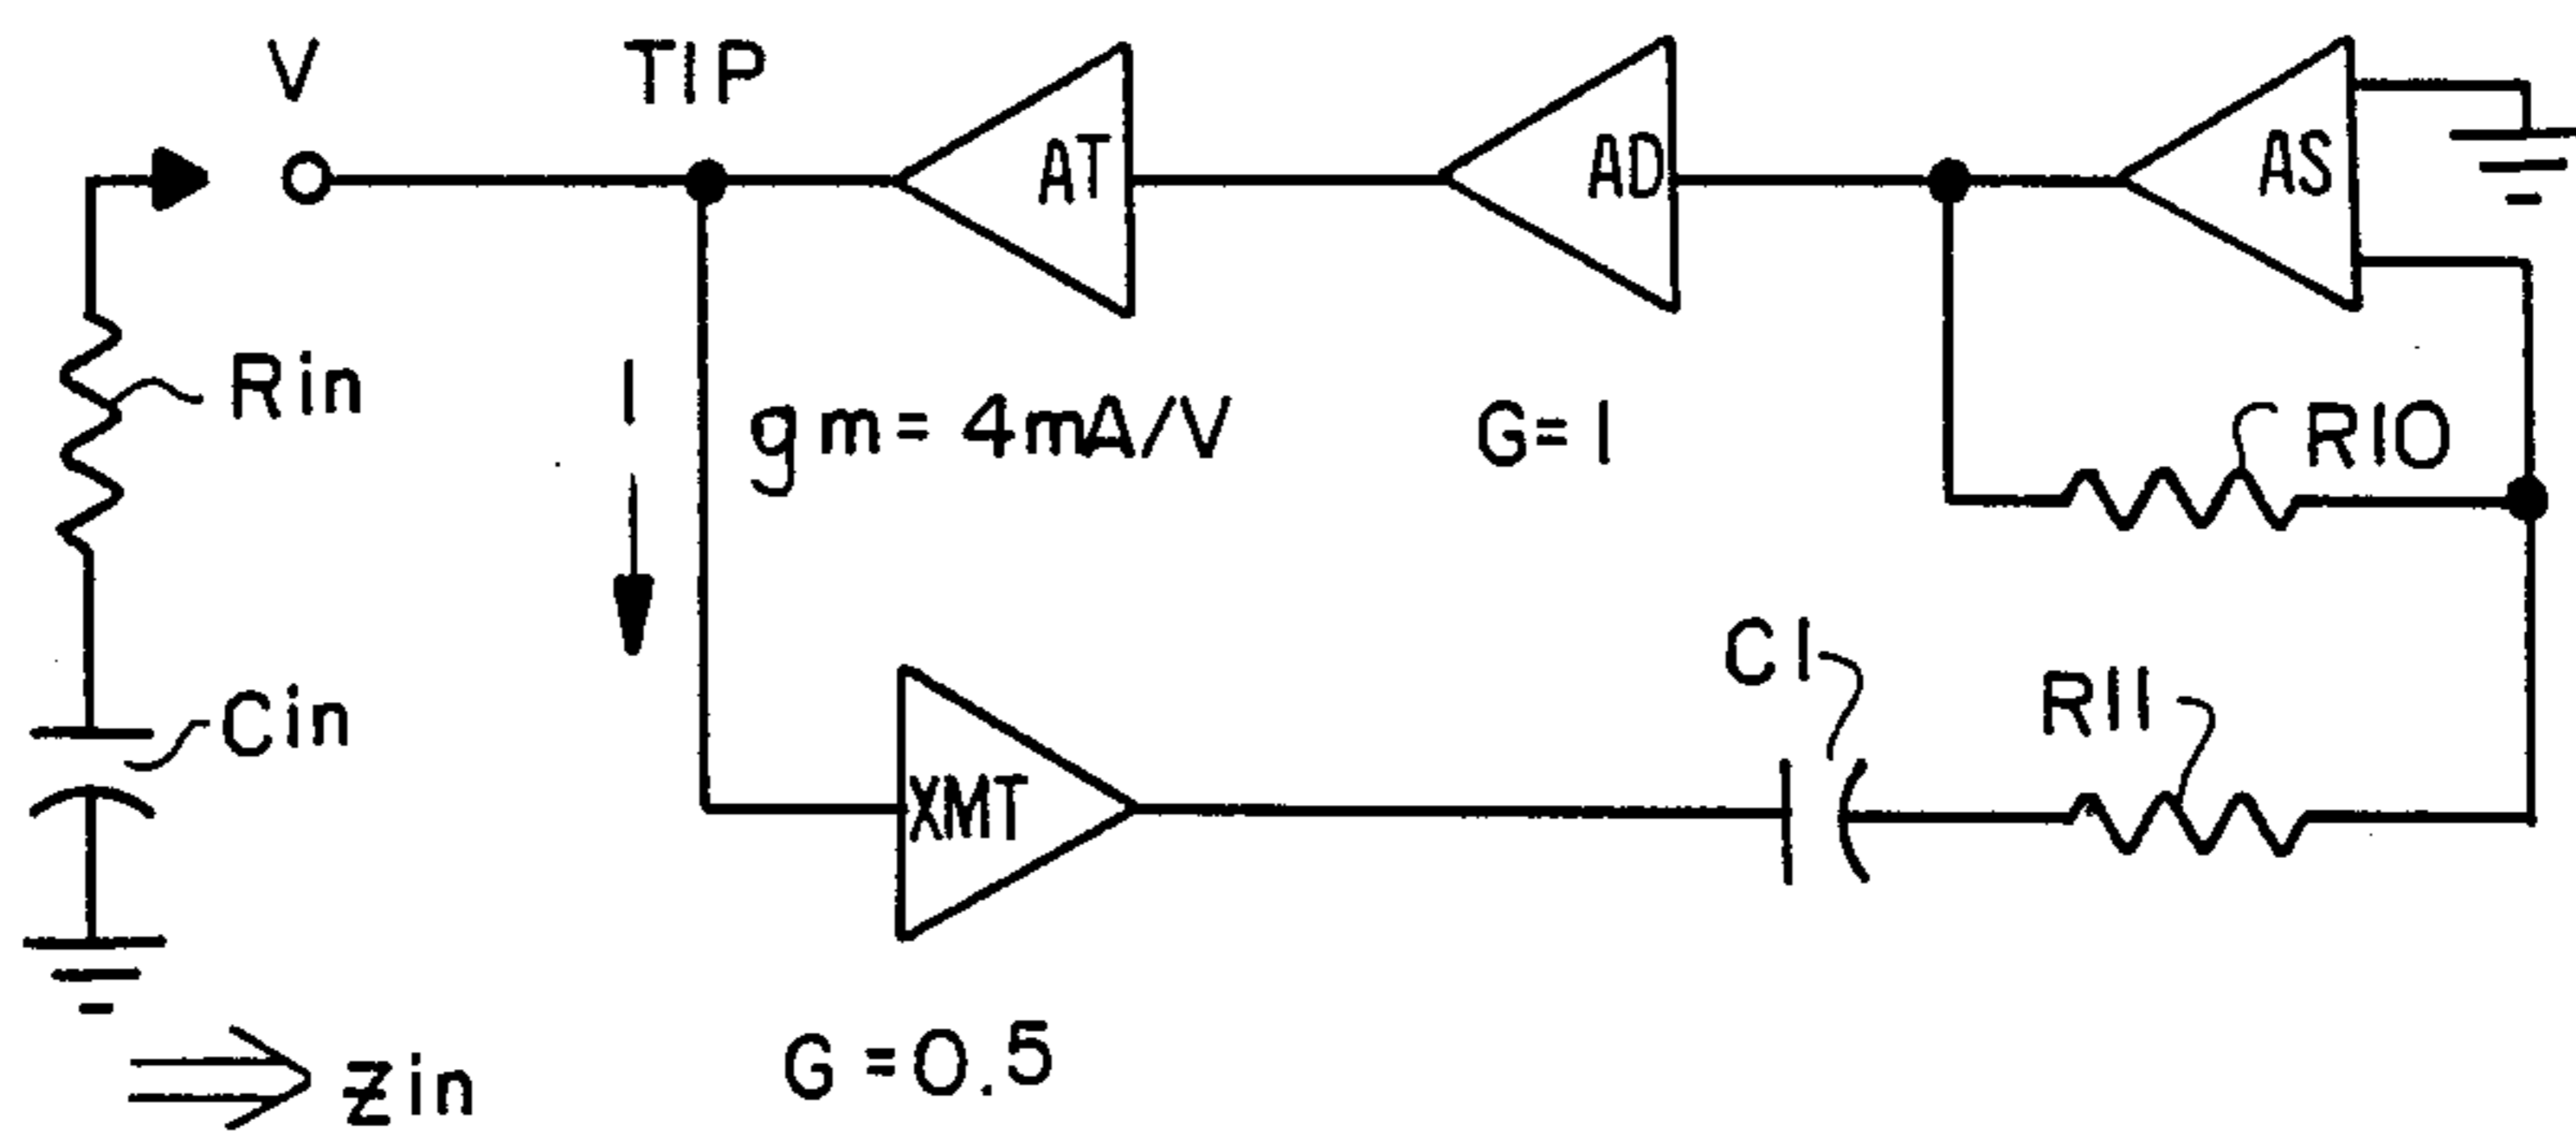 V
TIP
AT
AD
AS
Rin
I
gm= 4mA/V
G= 1
R10
Cin
C1
R11
XMT
zin
G =0.5